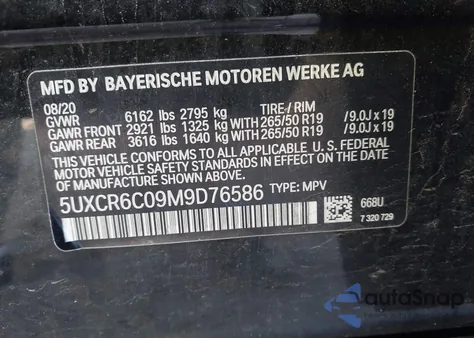 MFD BY BAYERISCHE MOTOREN WERKE AG
08/20 TIRE / RIM
GVWR 6162 lbs 2795 kg
GAWR FRONT 2921 lbs 1325 kg WITH 265/50 R19 /9.0J x 19
GAWR REAR 3616 lbs 1640 kg WITH 265/50 R19 /9.0J x 19
THIS VEHICLE CONFORMS TO ALL APPLICABLE U. S. FEDERAL
MOTOR VEHICLE SAFETY STANDARDS IN EFFECT ON THE
DATE OF MANUFACTURE SHOWN ABOVE.
5UXCR6C09M9D76586 TYPE: MPV
668U
7 320 729
autoSnap